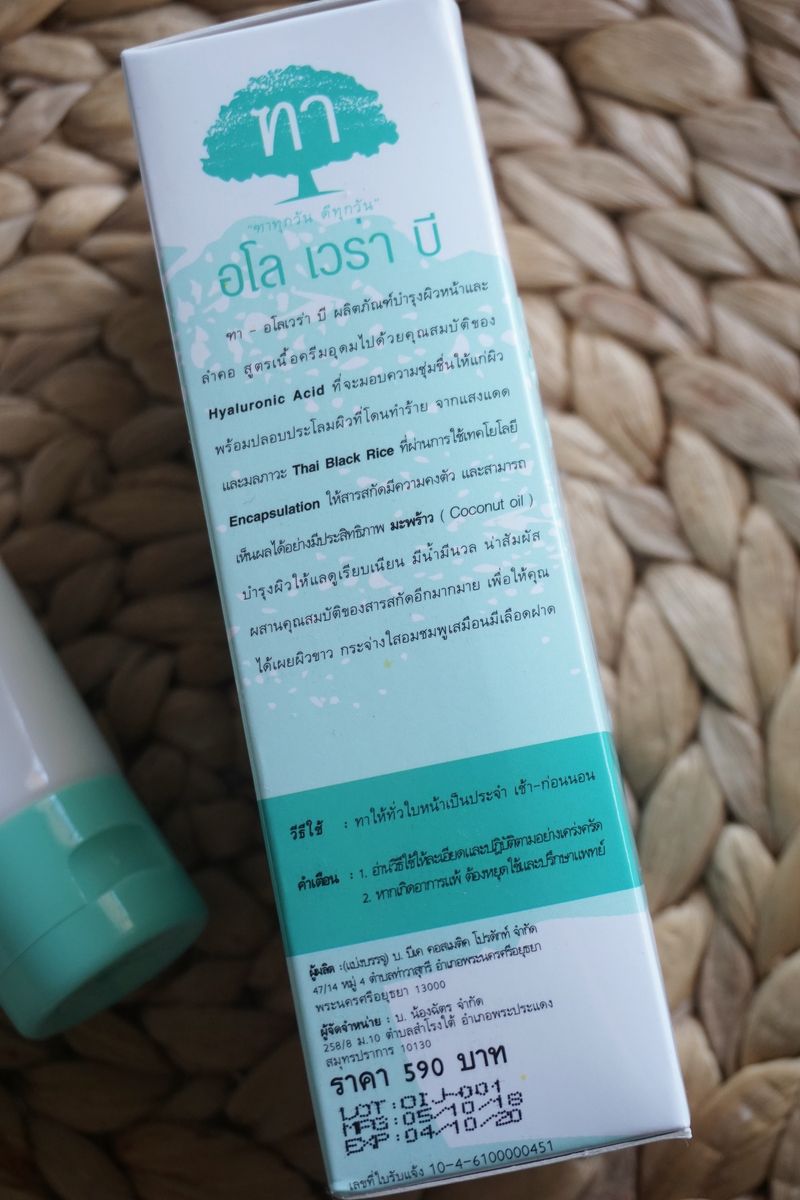 ฑา
"ฑาทุกวัน ดีทุกวัน"
อโล เวร่า บี
ฑา - อโลเวร่า บี ผลิตภัณฑ์บำรุงผิวหน้าและ
ลำคอ สูตรเนื้อครีมอุดมไปด้วยคุณสมบัติของ
Hyaluronic Acid ที่จะมอบความชุ่มชื่นให้แก่ผิว
พร้อมปลอบประโลมผิวที่โดนทำร้าย จากแสงแดด
และมลภาวะ Thai Black Rice ที่ผ่านการใช้เทคโยโลยี
Encapsulation ให้สารสกัดมีความคงตัว และสามารถ
เห็นผลได้อย่างมีประสิทธิภาพ มะพร้าว ( Coconut oil )
บำรุงผิวให้แลดูเรียบเนียน มีน้ำมีนวล น่าสัมผัส
ผสานคุณสมบัติของสารสกัดอีกมากมาย เพื่อให้คุณ
ได้เผยผิวขาว กระจ่างใสอมชมพูเสมือนมีเลือดฝาด
วิธีใช้ : ทาให้ทั่วใบหน้าเป็นประจำ เช้า-ก่อนนอน
คำเตือน : 1. อ่านวิธีใช้ให้ละเอียดและปฏิบัติตามอย่างเคร่งครัด
2. หากเกิดอาการแพ้ ต้องหยุดใช้และปรึกษาแพทย์
ผู้ผลิต :(แบ่งบรรจุ) บ. บีเค คอสเมติค โปรดักท์ จำกัด
47/14 หมู่ 4 ตำบลท่าวาสุกรี อำเภอพระนครศรีอยุธยา
พระนครศรีอยุธยา 13000
ผู้จัดจำหน่าย : บ. น้องฉัตร จำกัด
258/8 ม.10 ตำบลสำโรงใต้ อำเภอพระประแดง
สมุทรปราการ 10130
ราคา 590 บาท
LOT:OIJ-001
MFG:05/10/18
EXP:04/10/20
เลขที่ใบรับแจ้ง 10-4-6100000451